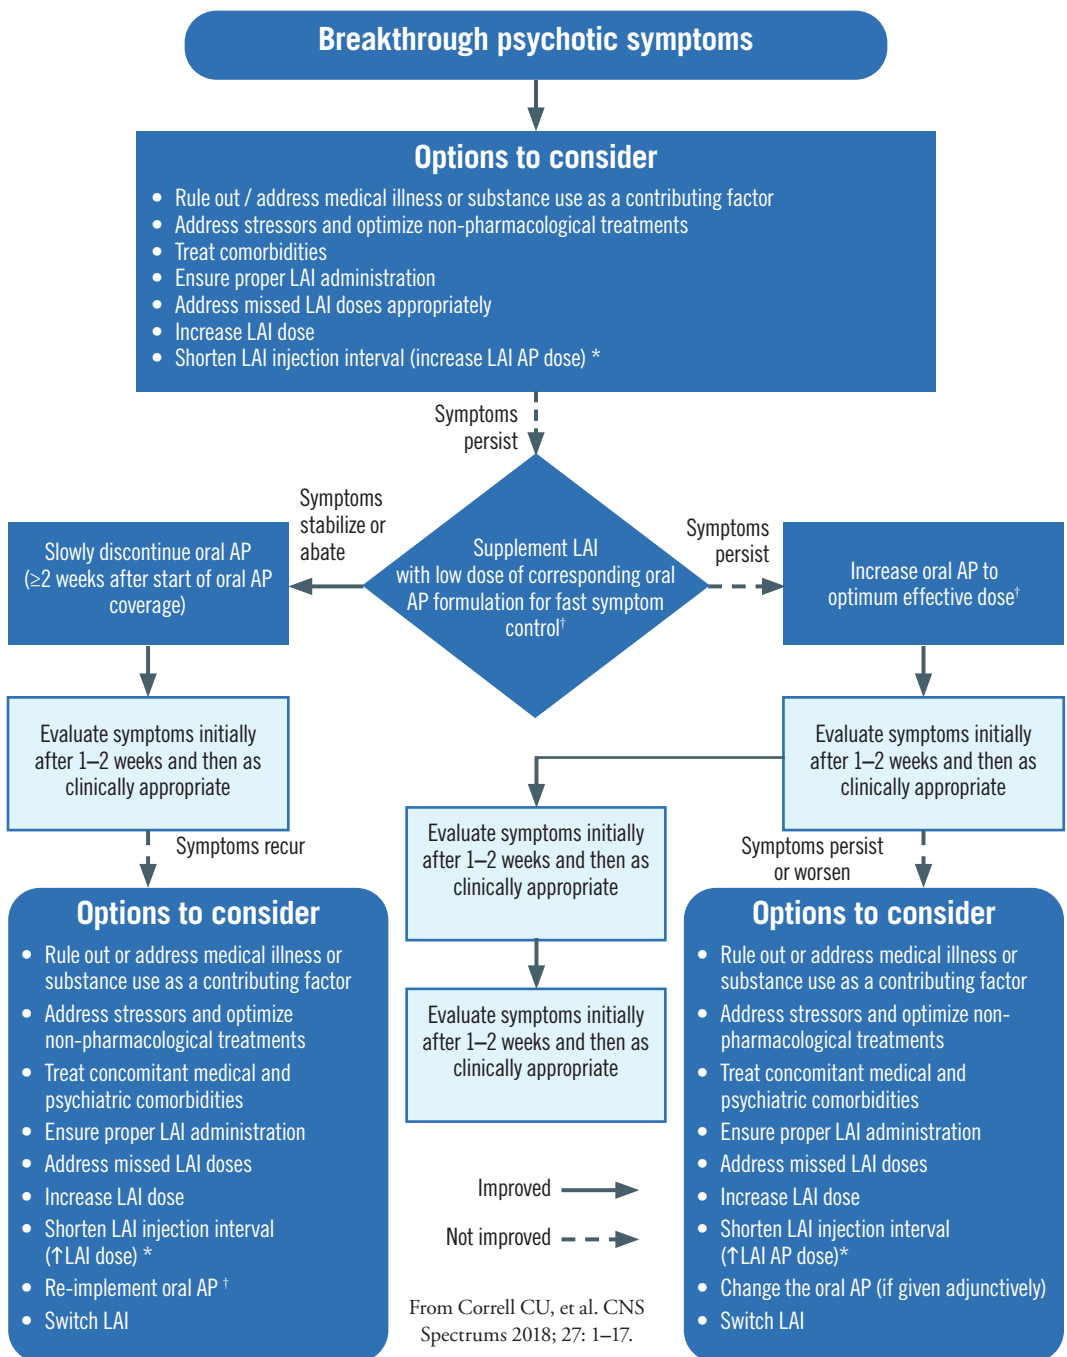 Breakthrough psychotic symptoms
Options to consider
• Rule out / address medical illness or substance use as a contributing factor
• Address stressors and optimize non-pharmacological treatments
• Treat comorbidities
• Ensure proper LAI administration
• Address missed LAI doses appropriately
• Increase LAI dose
• Shorten LAI injection interval (increase LAI AP dose) *
Symptoms
persist
Symptoms
stabilize or
abate
Slowly discontinue oral AP
(≥2 weeks after start of oral AP
coverage)
Supplement LAI
with low dose of corresponding oral
AP formulation for fast symptom
control†
Symptoms
persist
Increase oral AP to
optimum effective dose†
Evaluate symptoms initially
after 1–2 weeks and then as
clinically appropriate
Evaluate symptoms initially
after 1–2 weeks and then as
clinically appropriate
Evaluate symptoms initially
after 1–2 weeks and then as
clinically appropriate
Symptoms recur
Symptoms persist
or worsen
Options to consider
• Rule out or address medical illness or
substance use as a contributing factor
• Address stressors and optimize
non-pharmacological treatments
• Treat concomitant medical and
psychiatric comorbidities
• Ensure proper LAI administration
• Address missed LAI doses
• Increase LAI dose
• Shorten LAI injection interval
(↑LAI dose) *
• Re-implement oral AP †
• Switch LAI
Evaluate symptoms initially
after 1–2 weeks and then as
clinically appropriate
Improved
Not improved
From Correll CU, et al. CNS
Spectrums 2018; 27: 1–17.
Options to consider
• Rule out or address medical illness or
substance use as a contributing factor
• Address stressors and optimize non-
pharmacological treatments
• Treat concomitant medical and
psychiatric comorbidities
• Ensure proper LAI administration
• Address missed LAI doses
• Increase LAI dose
• Shorten LAI injection interval
(↑LAI AP dose)*
• Change the oral AP (if given adjunctively)
• Switch LAI